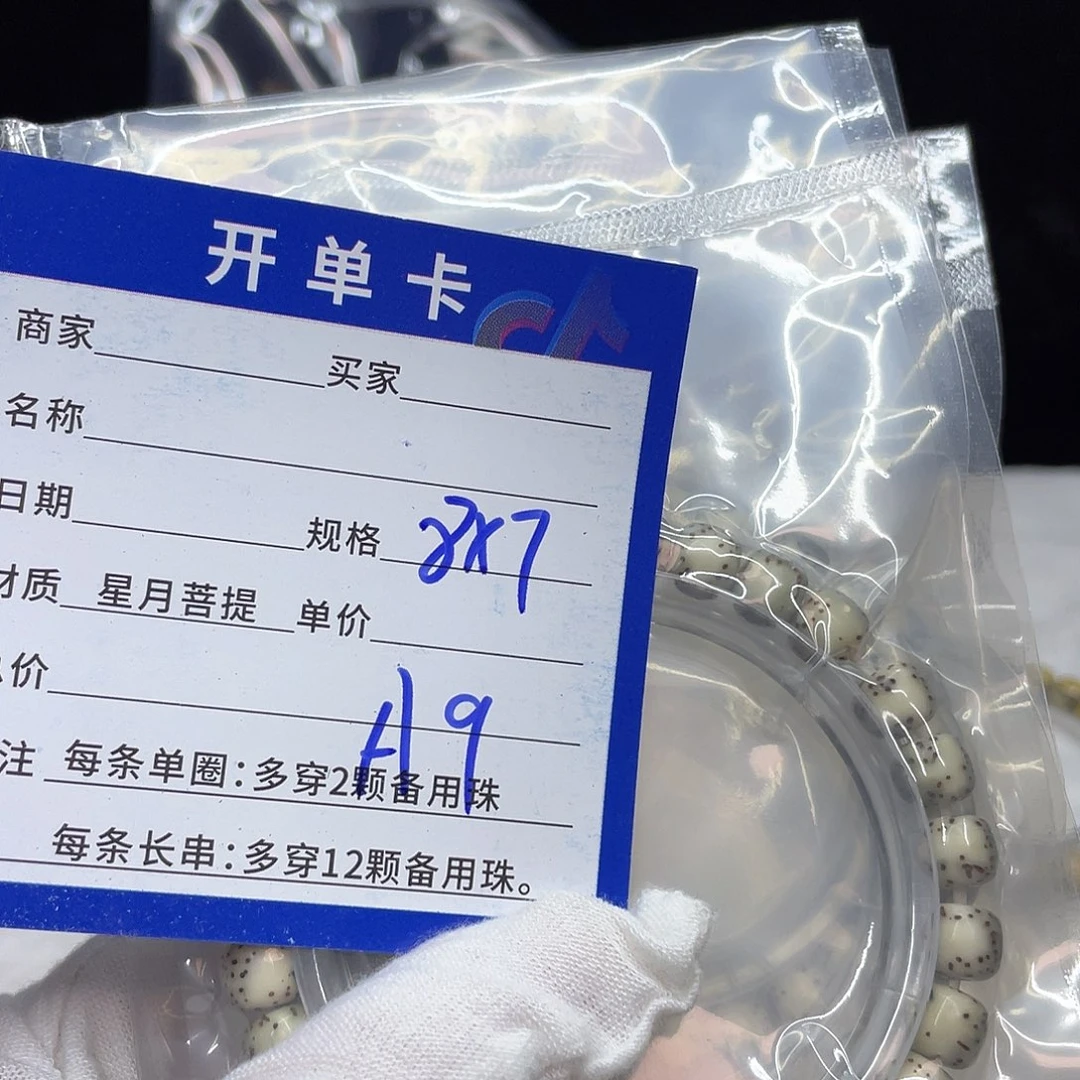 开单卡
商家 买家
名称
日期 规格 8x7
材质 星月菩提 单价
总价
A9
备注 每条单圈:多穿2颗备用珠
每条长串:多穿12颗备用珠。